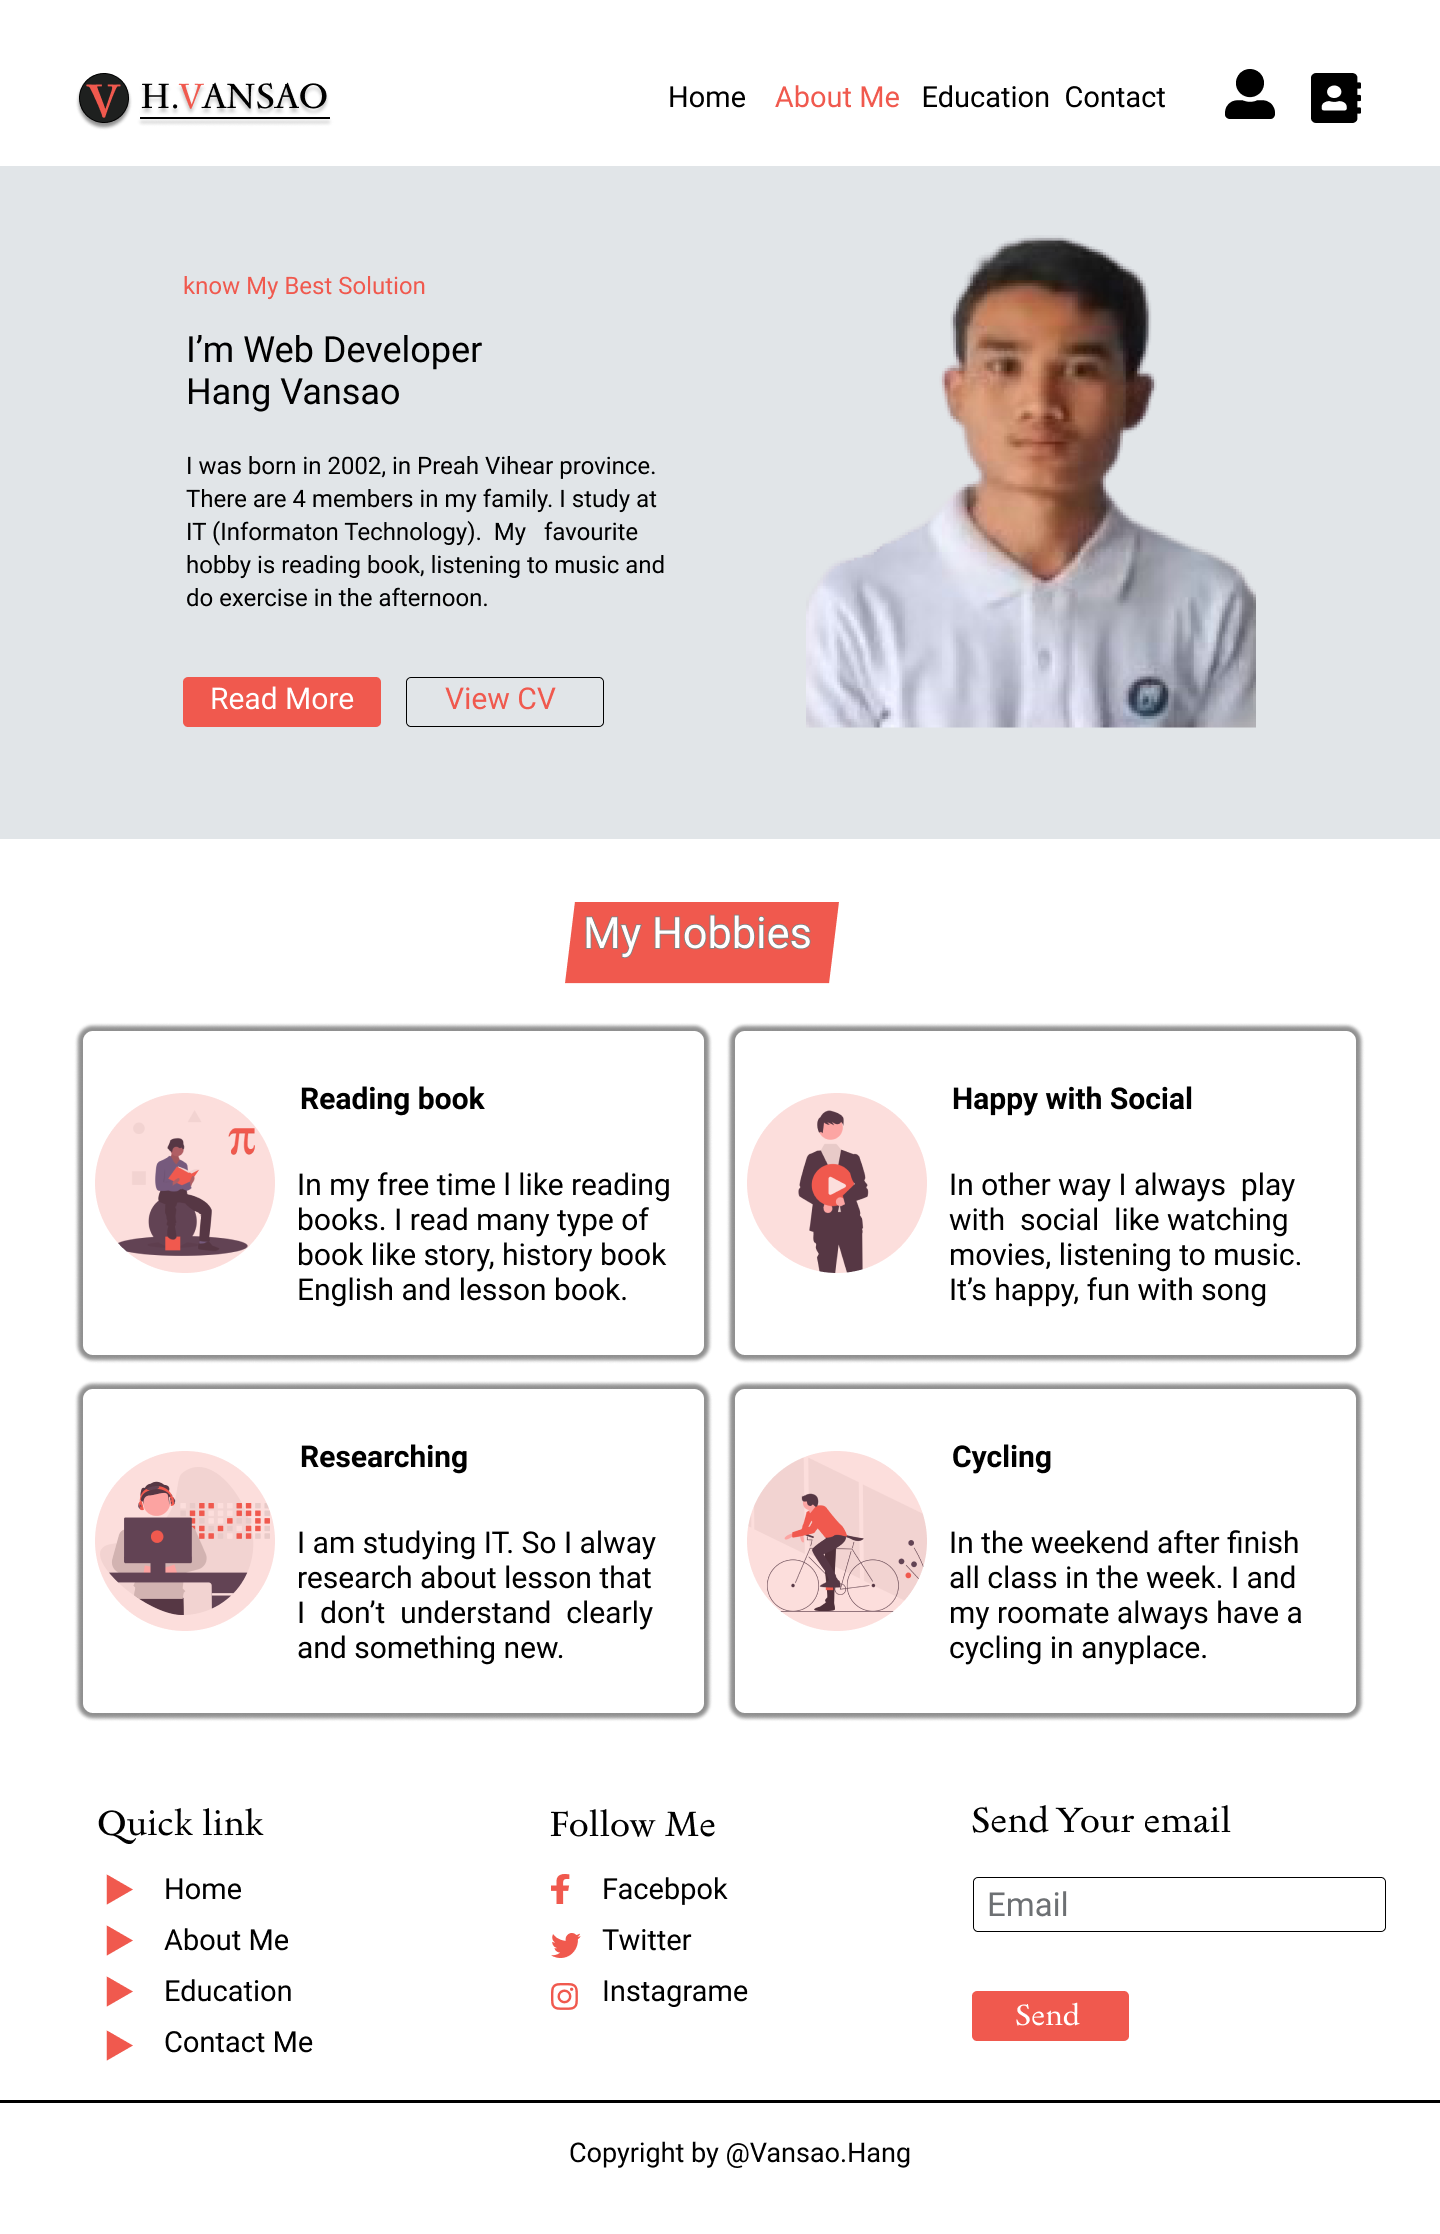 V H.VANSAO
Home About Me Education Contact
know My Best Solution
I’m Web Developer
Hang Vansao
I was born in 2002, in Preah Vihear province.
There are 4 members in my family. I study at
IT (Informaton Technology). My favourite
hobby is reading book, listening to music and
do exercise in the afternoon.
Read More View CV
My Hobbies
Reading book
π
In my free time l like reading
books. I read many type of
book like story, history book
English and lesson book.
Happy with Social
In other way I always play
with social like watching
movies, listening to music.
It’s happy, fun with song
Researching
I am studying IT. So I alway
research about lesson that
I don’t understand clearly
and something new.
Cycling
In the weekend after finish
all class in the week. I and
my roomate always have a
cycling in anyplace.
Quick link
Home
About Me
Education
Contact Me
Follow Me
Facebpok
Twitter
Instagrame
Send Your email
Email
Send
Copyright by @Vansao.Hang